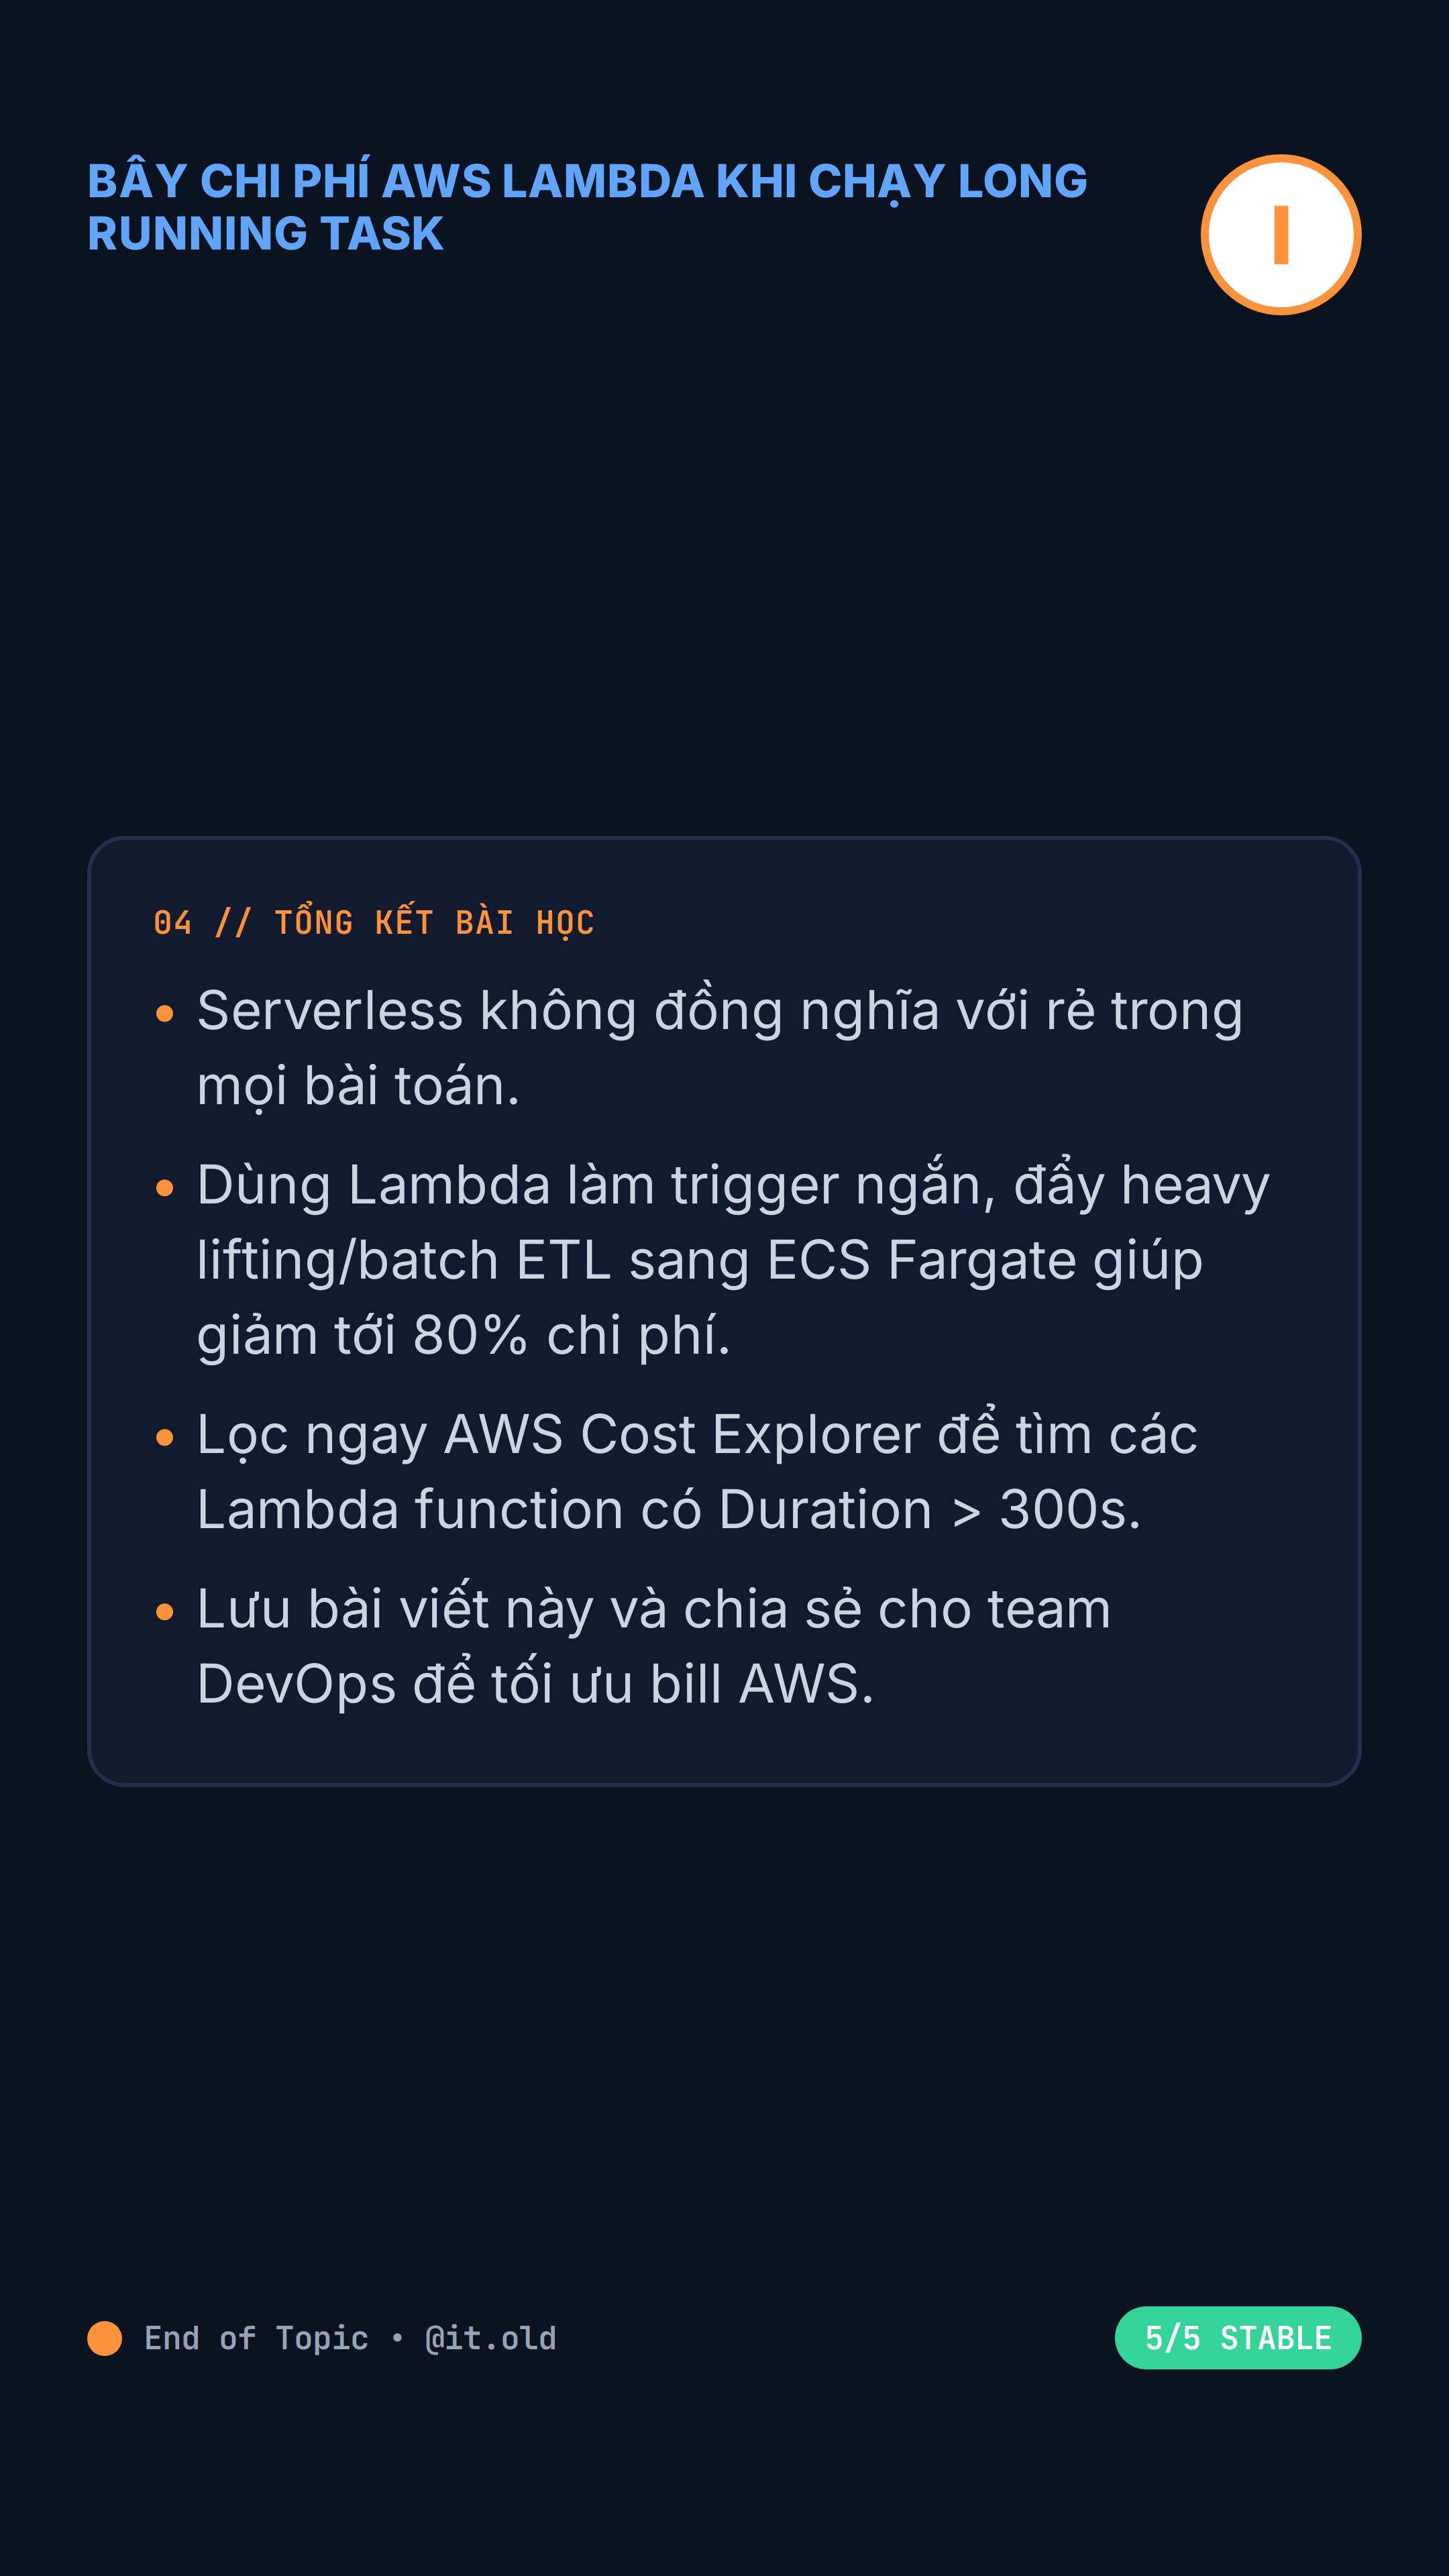 BẪY CHI PHÍ AWS LAMBDA KHI CHẠY LONG
RUNNING TASK
I
04 // TỔNG KẾT BÀI HỌC
• Serverless không đồng nghĩa với rẻ trong
mọi bài toán.
• Dùng Lambda làm trigger ngắn, đẩy heavy
lifting/batch ETL sang ECS Fargate giúp
giảm tới 80% chi phí.
• Lọc ngay AWS Cost Explorer để tìm các
Lambda function có Duration > 300s.
• Lưu bài viết này và chia sẻ cho team
DevOps để tối ưu bill AWS.
End of Topic • @it.old
5/5 STABLE